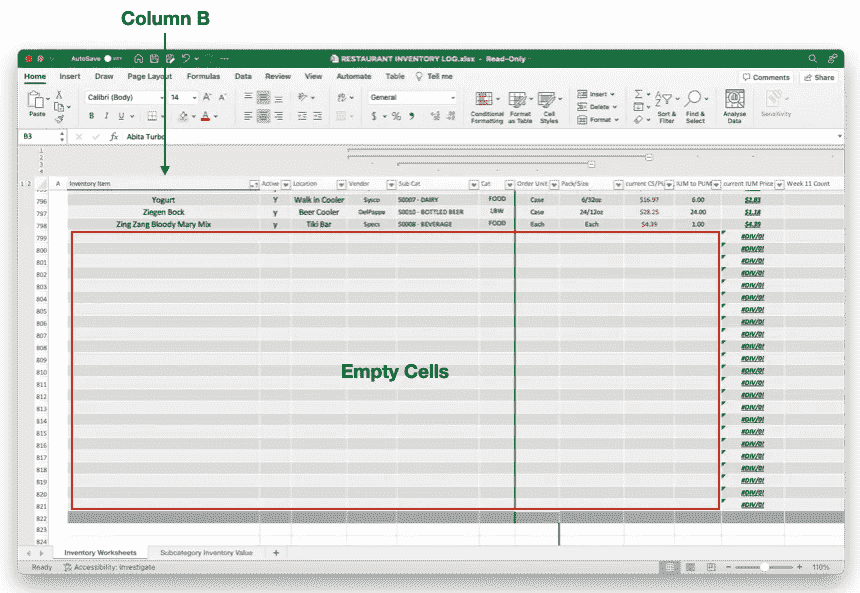 Column B
AutoSave OFF
RESTAURANT INVENTORY LOG.xlsx - Read-Only
Home Insert Draw Page Layout Formulas Data Review View Automate Table Tell me
Comments Share
Paste
Calibri (Body) 14 A A
B I U A
General
$ %
Conditional Formatting
Format as Table
Cell Styles
Insert
Delete
Format
Sort & Filter
Find & Select
Analyse Data
Sensitivity
B3 fx Abita Turbo
1
2
3
4
1 2 A Inventory Item Active Location Vendor Sub Cat Cat Order Unit Pack/Size current CS/P IUM to PUM current IUM Price Week 11 Count
796 Yogurt Y Walk in Cooler Sysco 50007 - DAIRY FOOD Case 6/32oz $16.97 6.00 $2.83
797 Ziegen Bock y Beer Cooler DelPappa 50010 - BOTTLED BEER LBW Case 24/12oz $28.25 24.00 $1.18
798 Zing Zang Bloody Mary Mix y Tiki Bar Specs 50008 - BEVERAGE FOOD Each Each $4.39 1.00 $4.39
799 #DIV/0!
800 #DIV/0!
801 #DIV/0!
802 #DIV/0!
803 #DIV/0!
804 #DIV/0!
805 #DIV/0!
806 #DIV/0!
807 #DIV/0!
808 #DIV/0!
809 #DIV/0!
810 Empty Cells #DIV/0!
811 #DIV/0!
812 #DIV/0!
813 #DIV/0!
814 #DIV/0!
815 #DIV/0!
816 #DIV/0!
817 #DIV/0!
818 #DIV/0!
819 #DIV/0!
820 #DIV/0!
821 #DIV/0!
822
823
824
Inventory Worksheets Subcategory Inventory Value +
Ready Accessibility: Investigate 110%